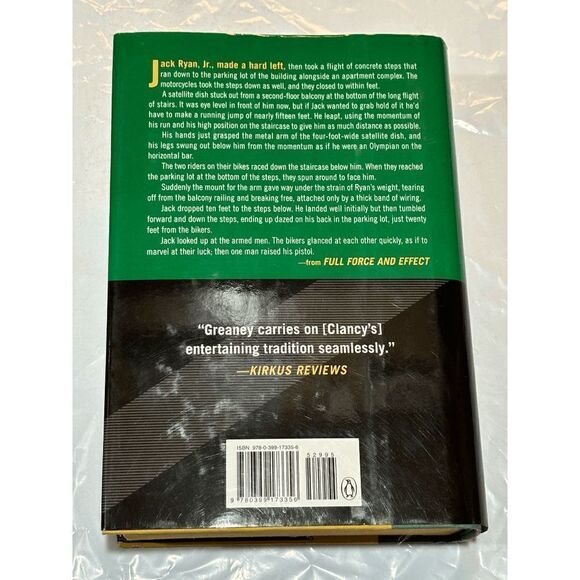 Jack Ryan, Jr., made a hard left, then took a flight of concrete steps that
ran down to the parking lot of the building alongside an apartment complex. The
motorcycles took the steps down as well, and they closed to within feet.
A satellite dish stuck out from a second-floor balcony at the bottom of the long flight
of stairs. It was eye level in front of him now, but if Jack wanted to grab hold of it he'd
have to make a running jump of nearly fifteen feet. He leapt, using the momentum of
his run and his high position on the staircase to give him as much distance as possible.
His hands just grasped the metal arm of the four-foot-wide satellite dish, and
his legs swung out below him from the momentum as if he were an Olympian on the
horizontal bar.
The two riders on their bikes raced down the staircase below him. When they reached
the parking lot at the bottom of the steps, they spun around to face him.
Suddenly the mount for the arm gave way under the strain of Ryan's weight, tearing
off from the balcony railing and breaking free, attached only by a thick band of wiring.
Jack dropped ten feet to the steps below. He landed well initially but then tumbled
forward and down the steps, ending up dazed on his back in the parking lot, just twenty
feet from the bikers.
Jack looked up at the armed men. The bikers glanced at each other quickly, as if to
marvel at their luck; then one man raised his pistol.
—from FULL FORCE AND EFFECT
“Greaney carries on [Clancy's]
entertaining tradition seamlessly.”
—KIRKUS REVIEWS
ISBN 978-0-399-17335-6
52995
9 780399 173356